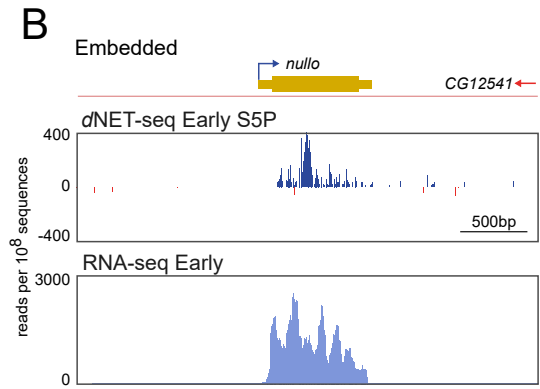 B
Embedded
nullo
CG12541
dNET-seq Early S5P
400
0
-400
500bp
RNA-seq Early
3000
0
reads per 10⁸ sequences